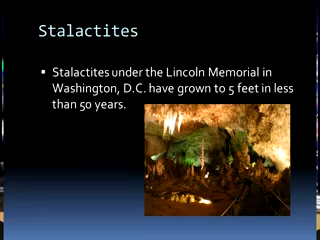 Stalactites
Stalactites under the Lincoln Memorial in
Washington, D.C. have grown to 5 feet in less
than 50 years.